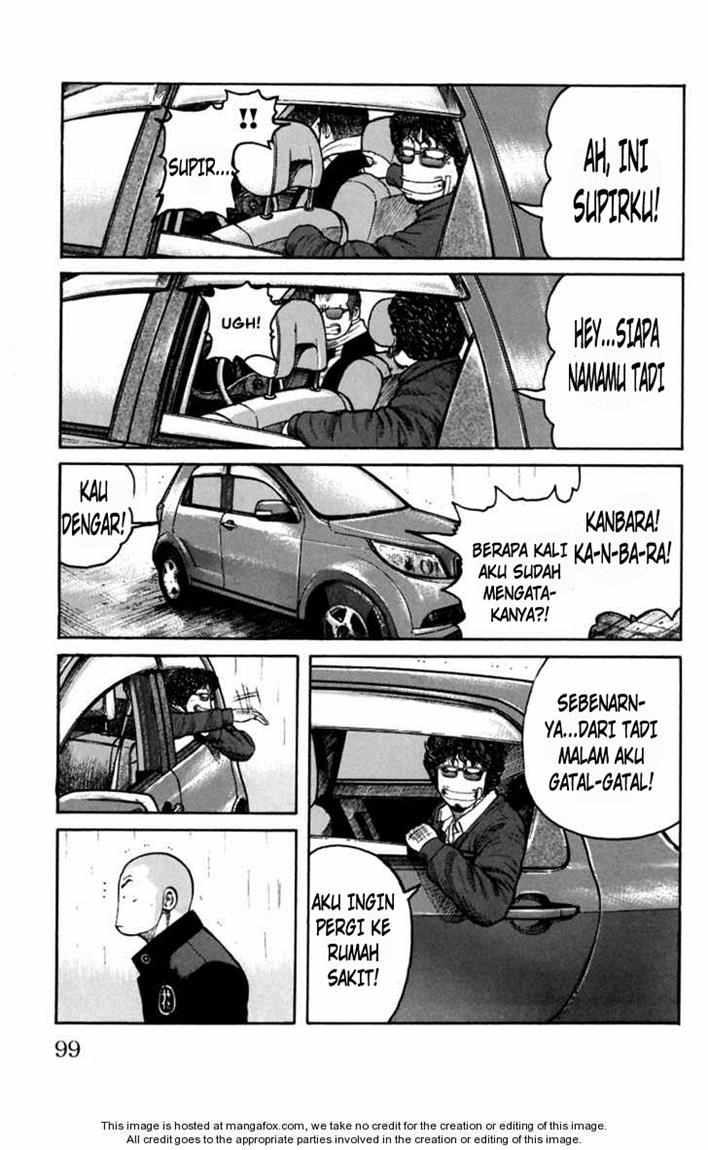 AH, INI
SUPIRKU!
!!
SUPIR....
HEY...SIAPA
NAMAMU TADI
UGH!
KANBARA!
KA-N-BA-RA!
BERAPA KALI
AKU SUDAH
MENGATA-
KANYA?!
KAU
DENGAR!
SEBENARN-
YA...DARI TADI
MALAM AKU
GATAL-GATAL!
AKU INGIN
PERGI KE
RUMAH
SAKIT!
99
This image is hosted at mangafox.com, we take no credit for the creation or editing of this image.
All credit goes to the appropriate parties involved in the creation or editing of this image.